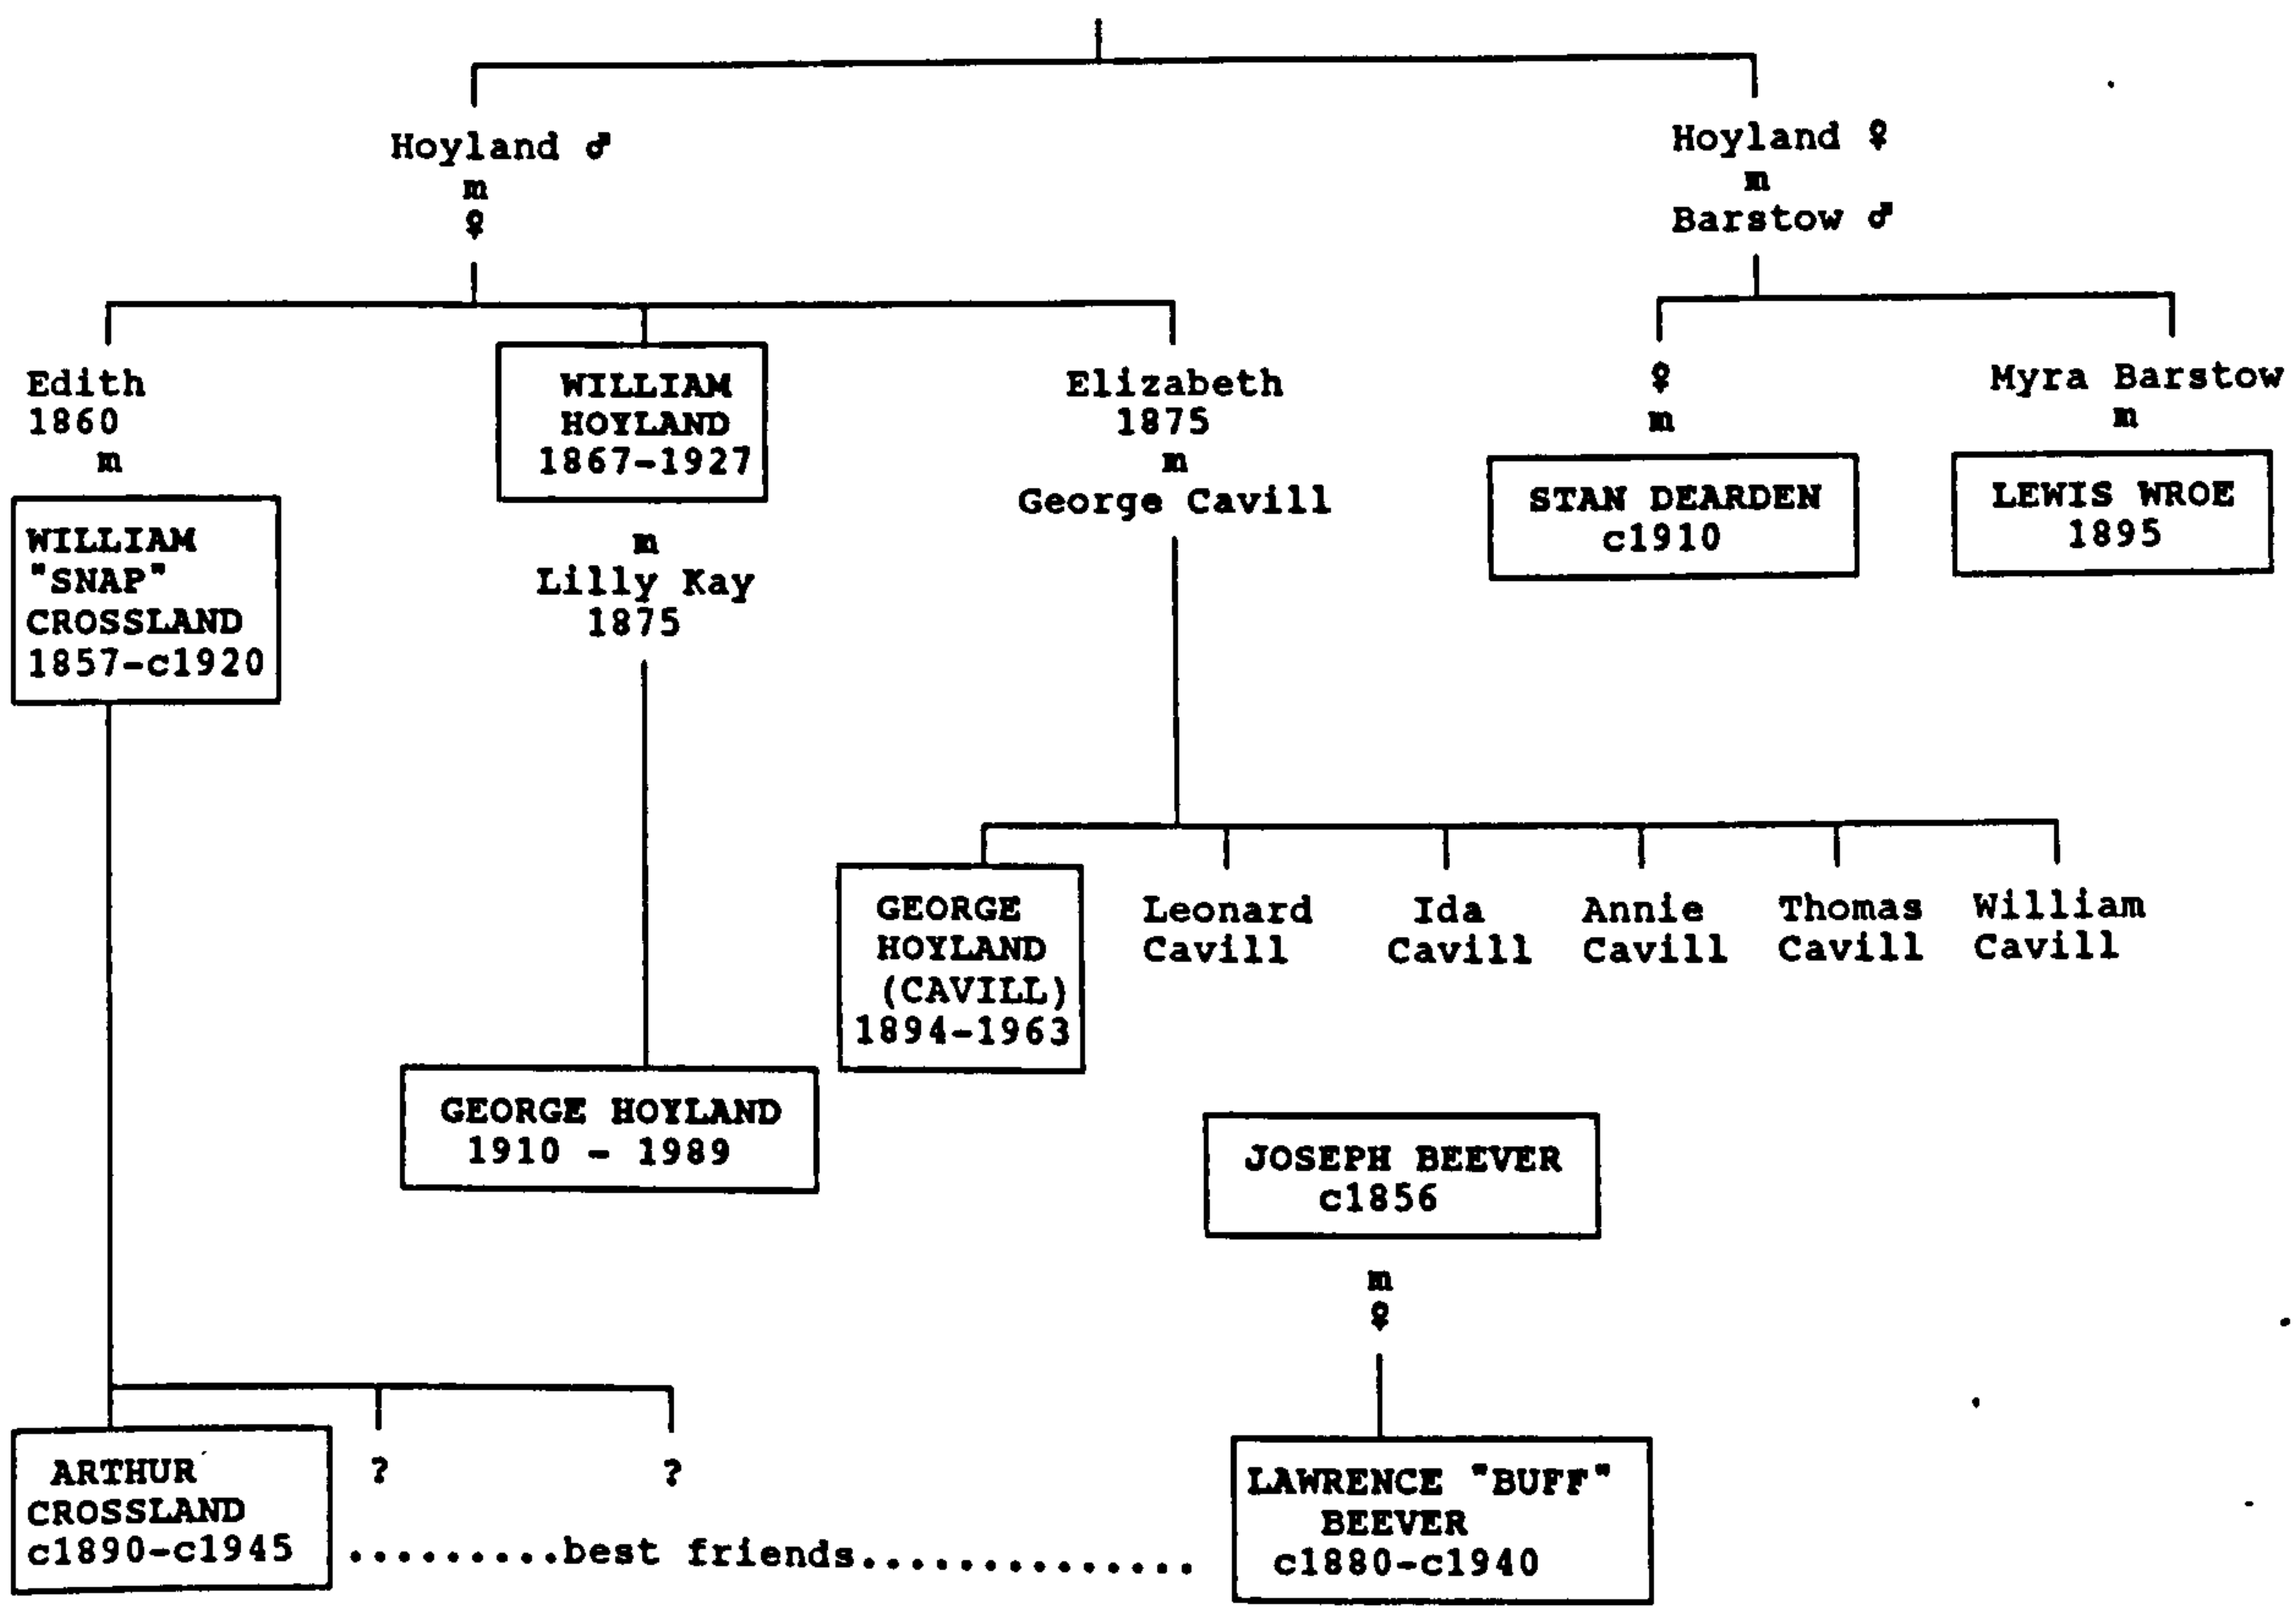 Hoyland ♂
m
♀
Hoyland ♀
m
Barstow ♂
Edith
1860
m
WILLIAM
"SNAP"
CROSSLAND
1857-c1920
WILLIAM
HOYLAND
1867-1927
m
Lilly Kay
1875
Elizabeth
1875
m
George Cavill
♀
m
STAN DEARDEN
c1910
Myra Barstow
m
LEWIS WROE
1895
GEORGE
HOYLAND
(CAVILL)
1894-1963
Leonard
Cavill
Ida
Cavill
Annie
Cavill
Thomas
Cavill
William
Cavill
GEORGE HOYLAND
1910 - 1989
JOSEPH BEEVER
c1856
m
♀
ARTHUR
CROSSLAND
c1890-c1945
?
?
.........best friends..............
LAWRENCE "BUFF"
BEEVER
c1880-c1940